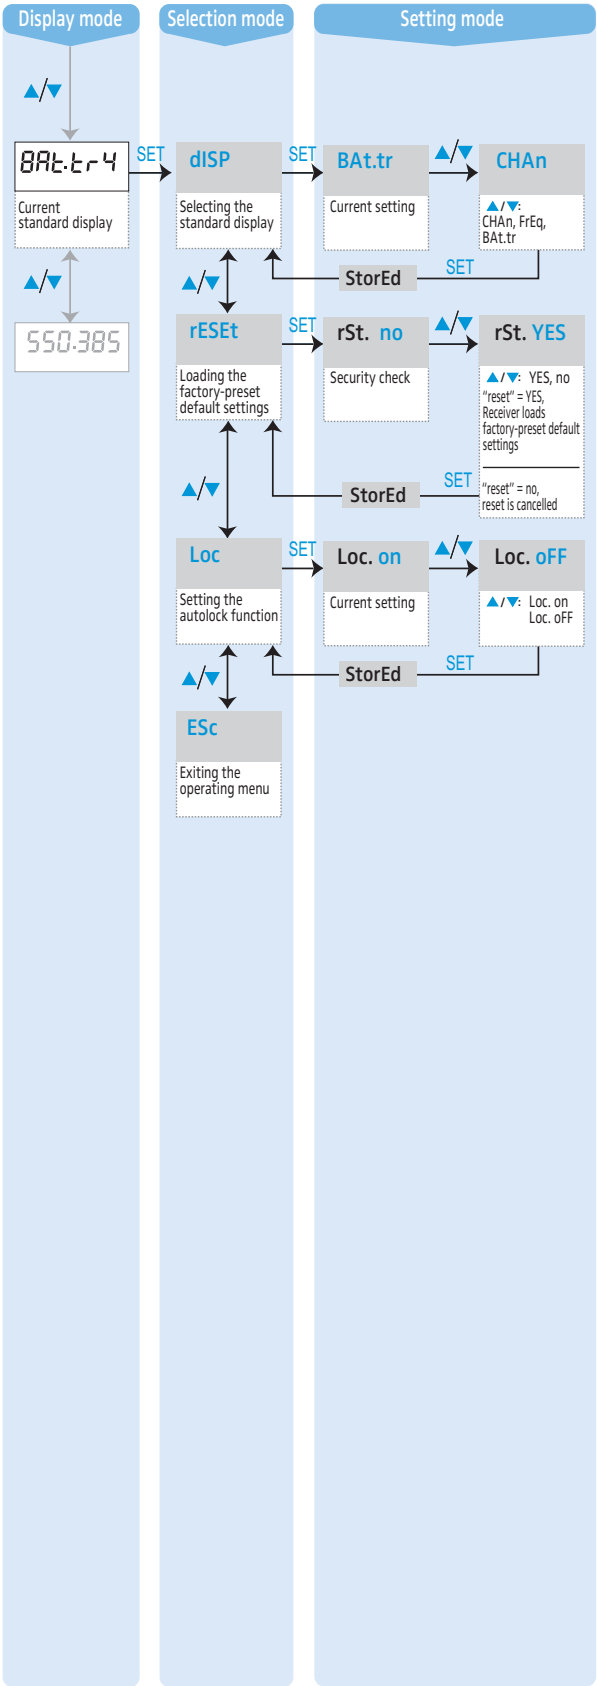 Display mode
Selection mode
Setting mode
▲/▼
8At.tr4
SET
dISP
SET
BAt.tr
▲/▼
CHAn
Current
standard display
Selecting the
standard display
Current setting
▲/▼:
CHAn, FrEq,
BAt.tr
StorEd
SET
▲/▼
▲/▼
550.385
rESEt
SET
rSt. no
▲/▼
rSt. YES
Loading the
factory-preset
default settings
Security check
▲/▼: YES, no
“reset” = YES,
Receiver loads
factory-preset default
settings
“reset” = no,
reset is cancelled
StorEd
SET
▲/▼
Loc
SET
Loc. on
▲/▼
Loc. oFF
Setting the
autolock function
Current setting
▲/▼: Loc. on
Loc. oFF
StorEd
SET
▲/▼
ESc
Exiting the
operating menu